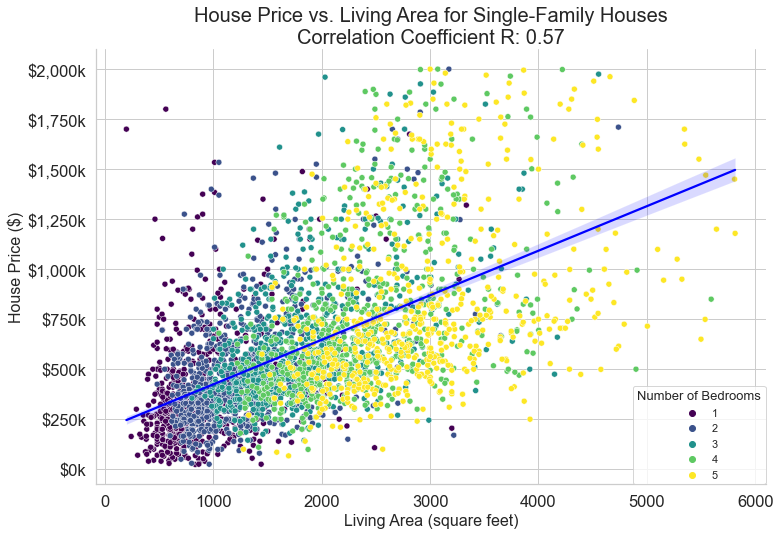 House Price vs. Living Area for Single-Family Houses
Correlation Coefficient R: 0.57
House Price ($)
$2,000k
$1,750k
$1,500k
$1,250k
$1,000k
$750k
$500k
$250k
$0k
Number of Bedrooms
1
2
3
4
5
0 1000 2000 3000 4000 5000 6000
Living Area (square feet)